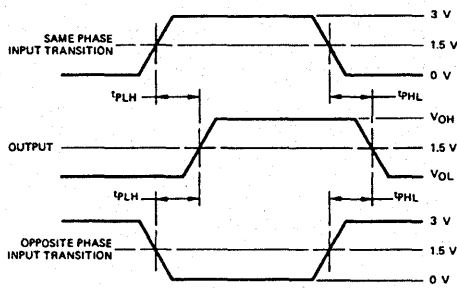 3 V
SAME PHASE
INPUT TRANSITION
1.5 V
0 V
tPLH
tPHL
VOH
OUTPUT
1.5 V
VOL
tPLH
tPHL
3 V
OPPOSITE PHASE
INPUT TRANSITION
1.5 V
0 V